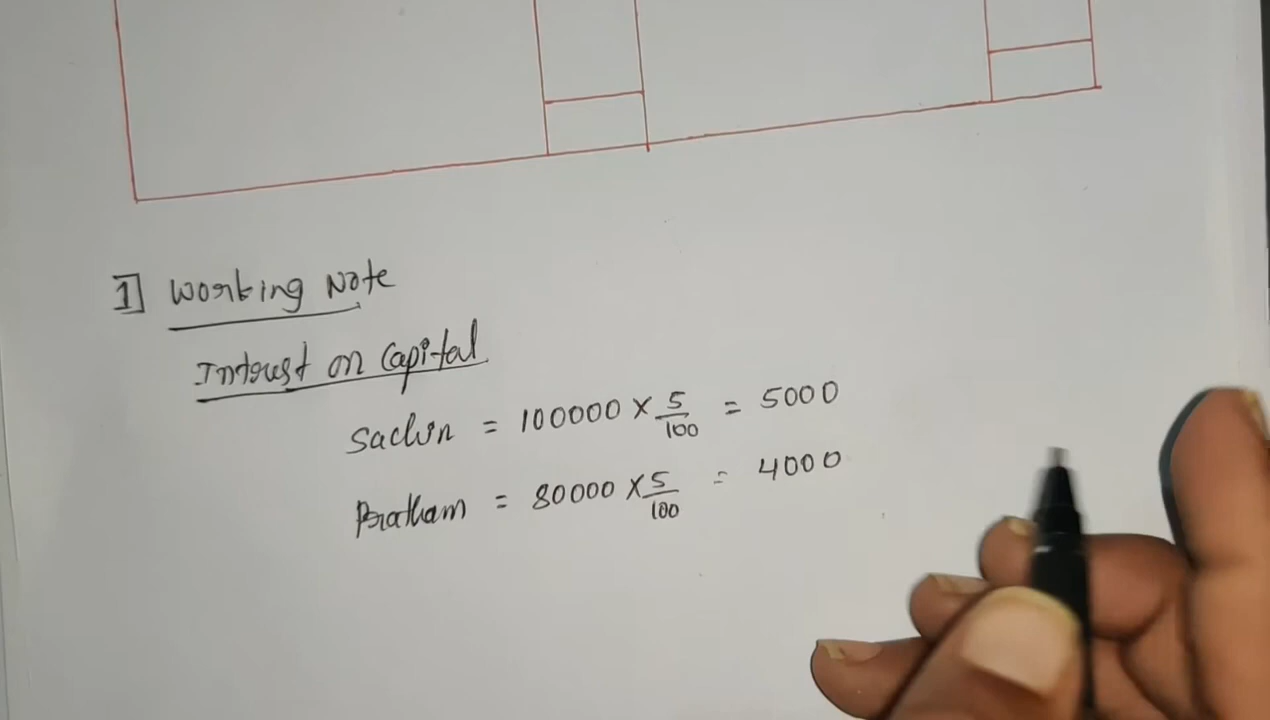 1] Working Note
Interest on Capital
Sachin = 100000 × 5/100 = 5000
Pratham = 80000 × 5/100 = 4000